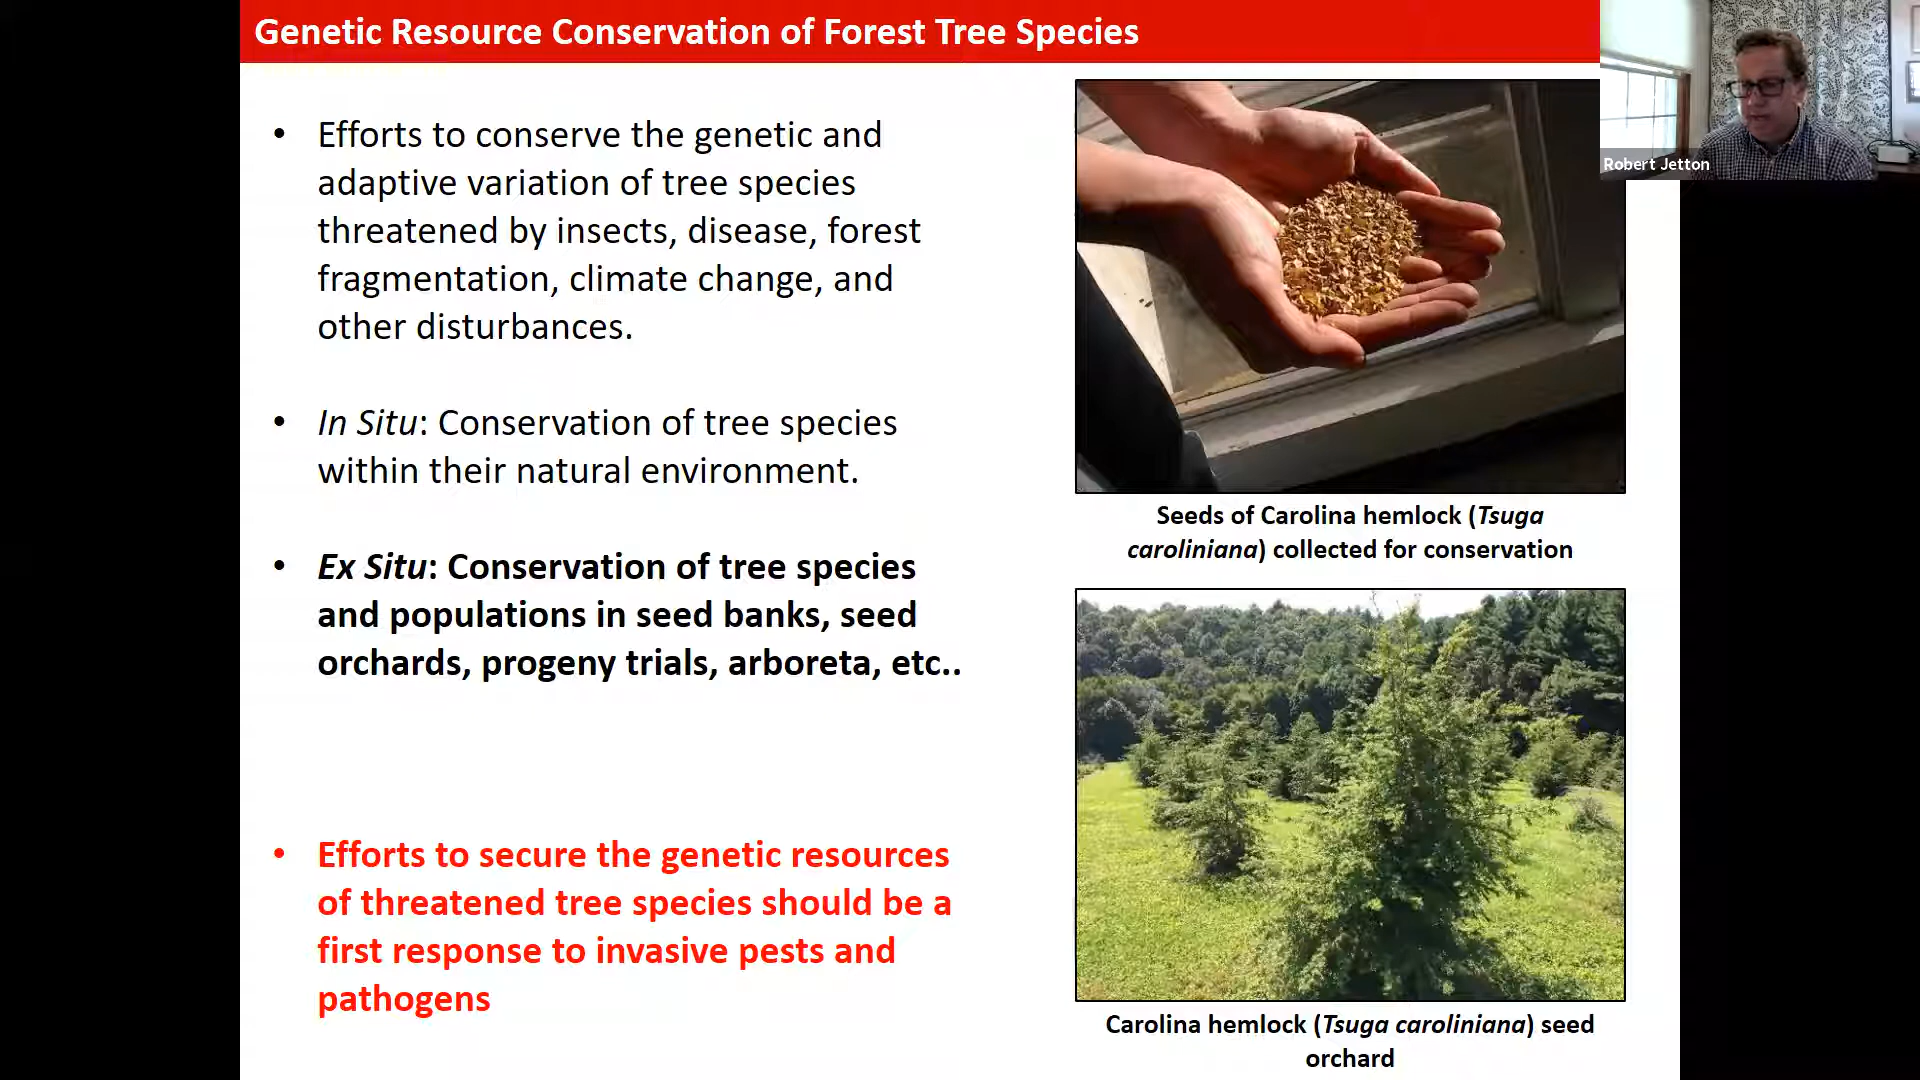 Genetic Resource Conservation of Forest Tree Species
• Efforts to conserve the genetic and
adaptive variation of tree species
threatened by insects, disease, forest
fragmentation, climate change, and
other disturbances.
• In Situ: Conservation of tree species
within their natural environment.
• Ex Situ: Conservation of tree species
and populations in seed banks, seed
orchards, progeny trials, arboreta, etc..
• Efforts to secure the genetic resources
of threatened tree species should be a
first response to invasive pests and
pathogens
Seeds of Carolina hemlock (Tsuga
caroliniana) collected for conservation
Carolina hemlock (Tsuga caroliniana) seed
orchard
Robert Jetton